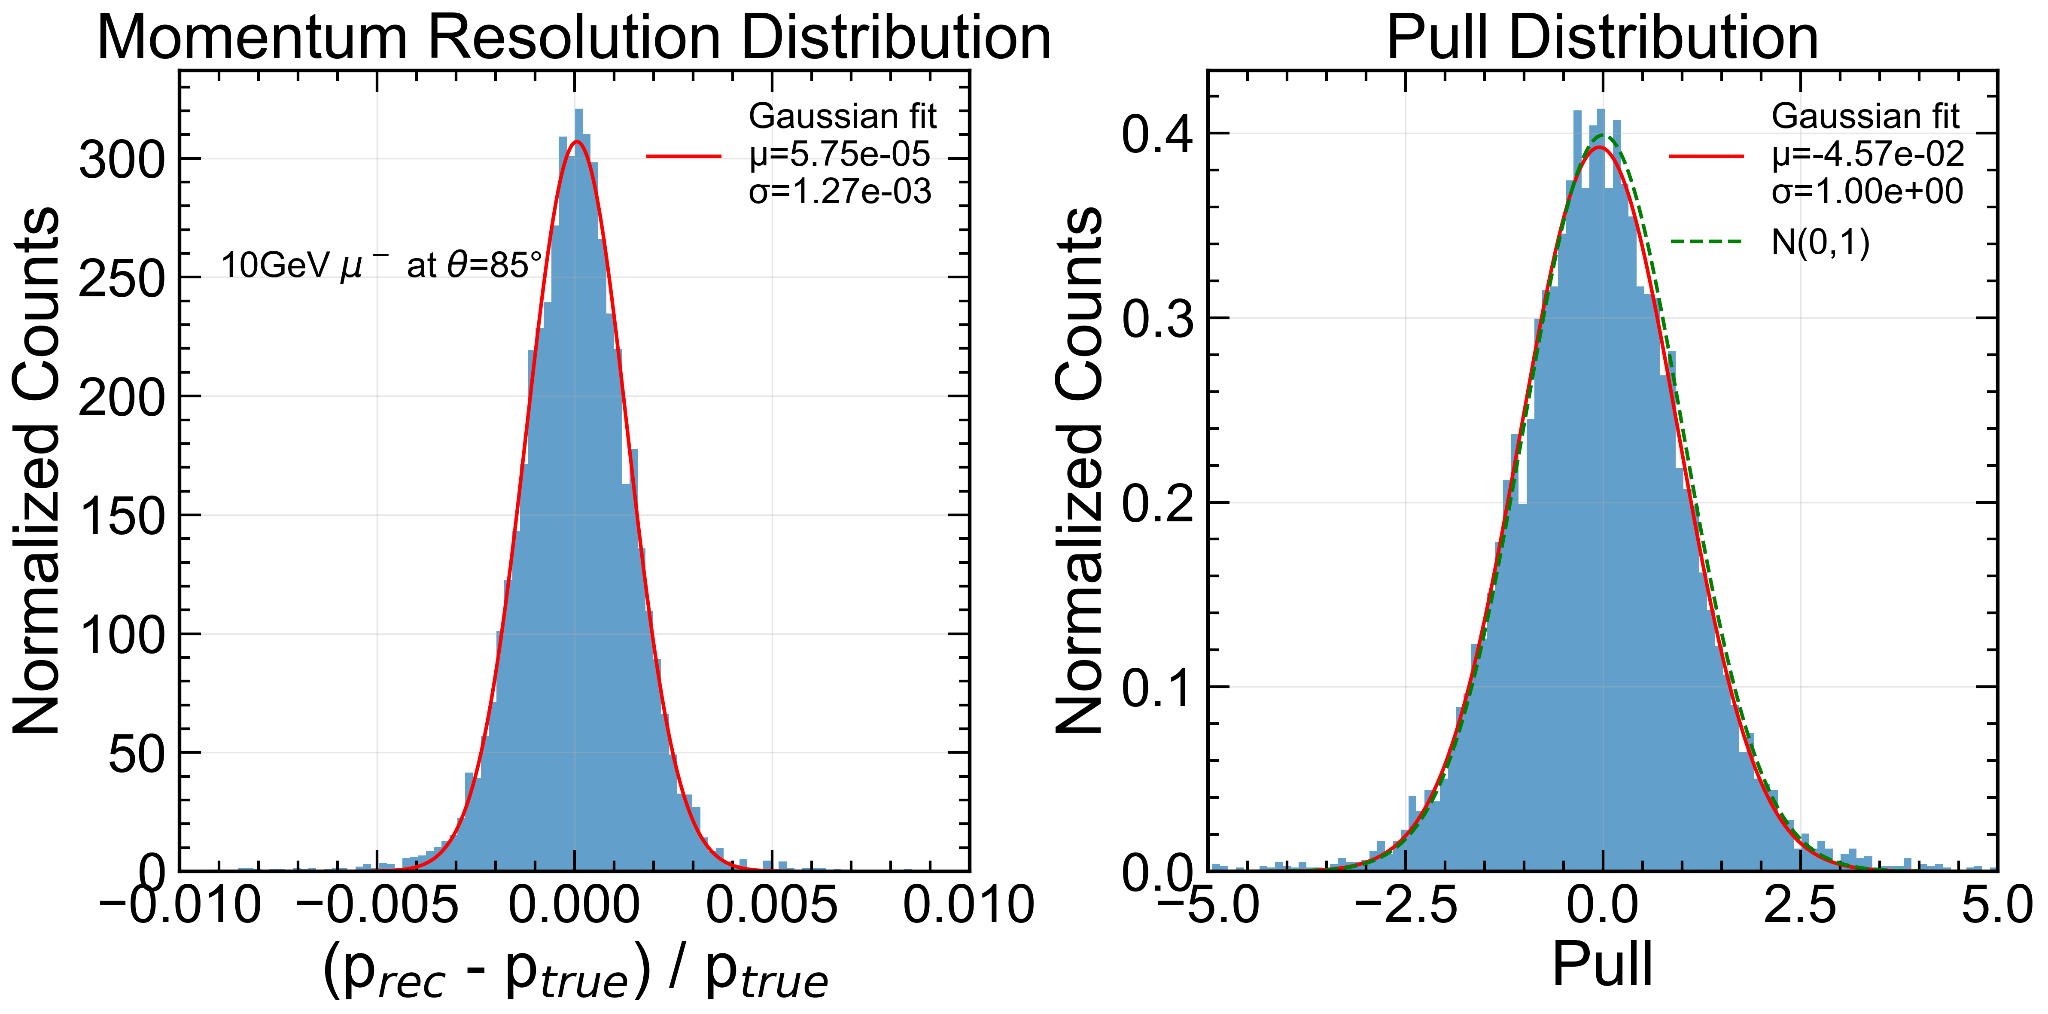 Momentum Resolution Distribution
Normalized Counts
300
250
200
150
100
50
0
Gaussian fit
μ=5.75e-05
σ=1.27e-03
10GeV μ⁻ at θ=85°
−0.010 −0.005 0.000 0.005 0.010
(p_rec - p_true) / p_true
Pull Distribution
Normalized Counts
0.4
0.3
0.2
0.1
0.0
Gaussian fit
μ=-4.57e-02
σ=1.00e+00
N(0,1)
−5.0 −2.5 0.0 2.5 5.0
Pull